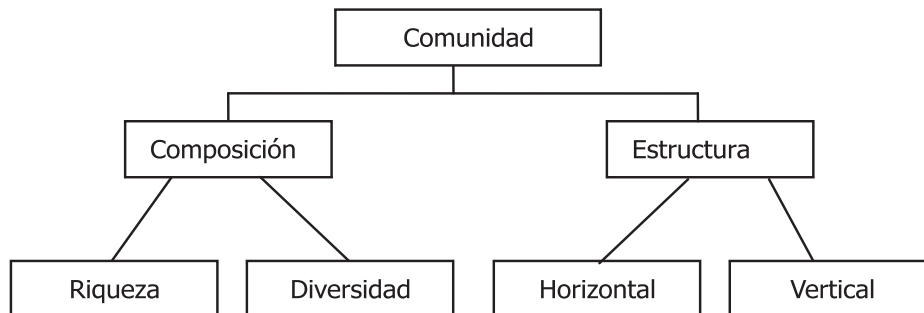 Comunidad
Composición
Estructura
Riqueza
Diversidad
Horizontal
Vertical